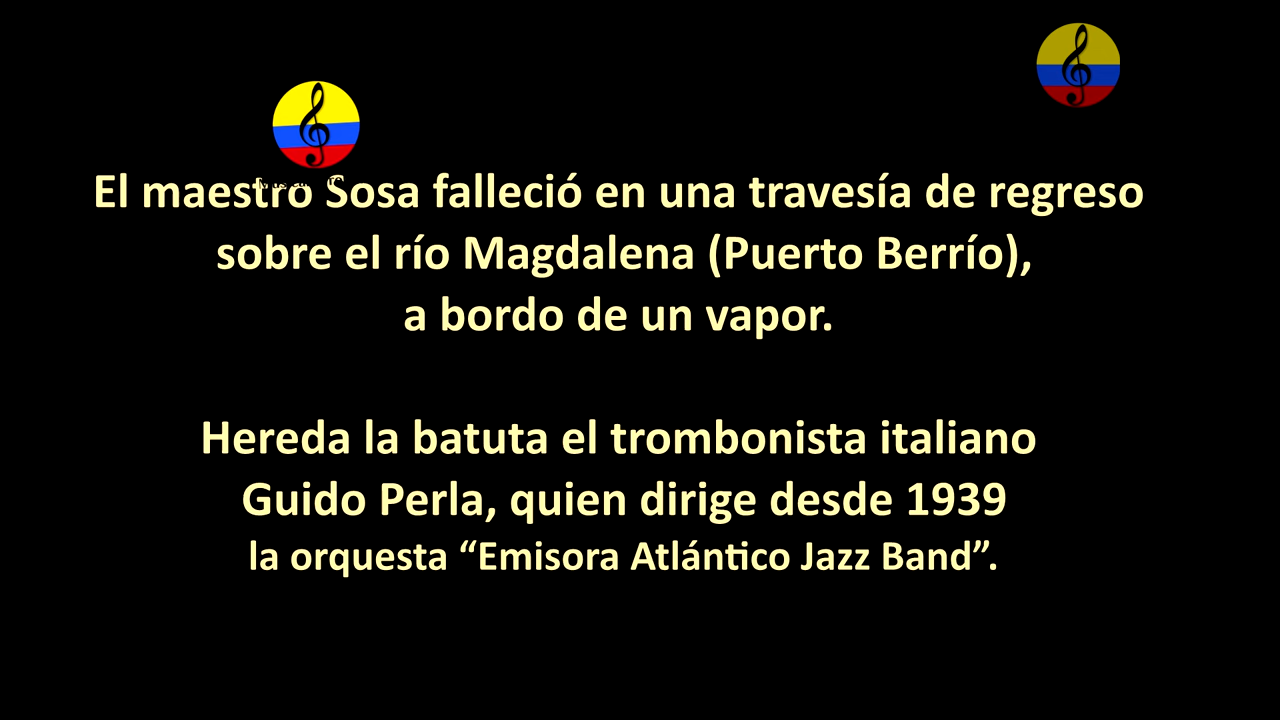 El maestro Sosa falleció en una travesía de regreso
sobre el río Magdalena (Puerto Berrío),
a bordo de un vapor.
Hereda la batuta el trombonista italiano
Guido Perla, quien dirige desde 1939
la orquesta “Emisora Atlántico Jazz Band”.